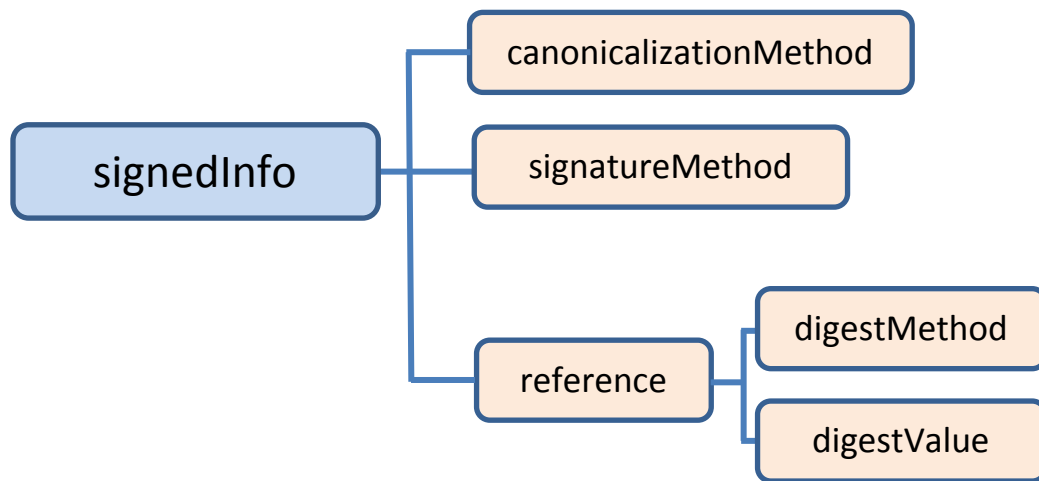 canonicalizationMethod
signedInfo
signatureMethod
reference
digestMethod
digestValue